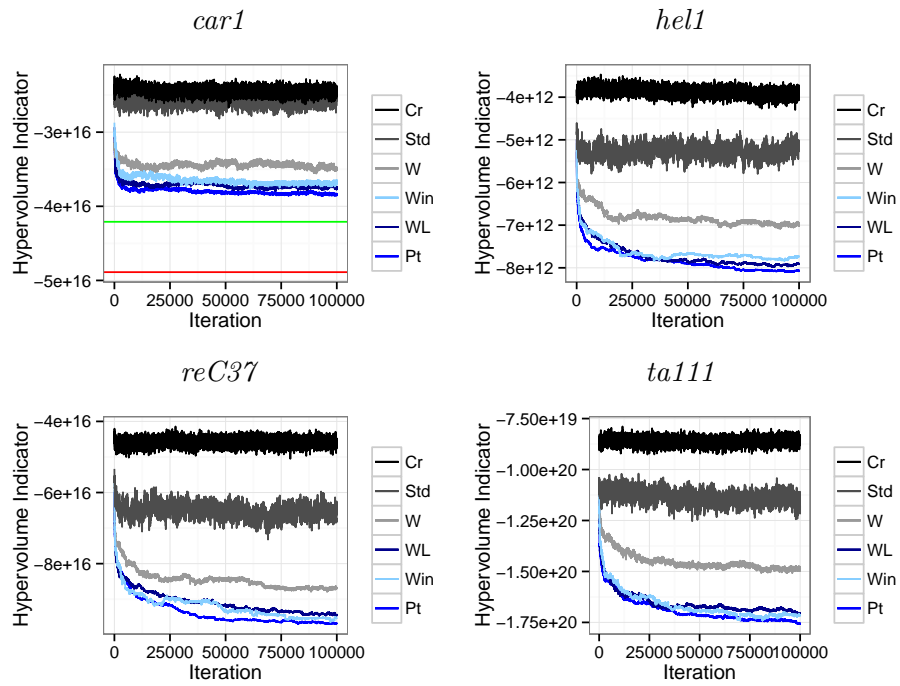 car1
Hypervolume Indicator
−3e+16
−4e+16
−5e+16
0 25000 50000 75000 100000
Iteration
Cr
Std
W
Win
WL
Pt
hel1
Hypervolume Indicator
−4e+12
−5e+12
−6e+12
−7e+12
−8e+12
0 25000 50000 75000 100000
Iteration
Cr
Std
W
Win
WL
Pt
reC37
Hypervolume Indicator
−4e+16
−6e+16
−8e+16
0 25000 50000 75000 100000
Iteration
Cr
Std
W
WL
Win
Pt
ta111
Hypervolume Indicator
−7.50e+19
−1.00e+20
−1.25e+20
−1.50e+20
−1.75e+20
0 250000 500000 750000 1000000
Iteration
Cr
Std
W
WL
Win
Pt